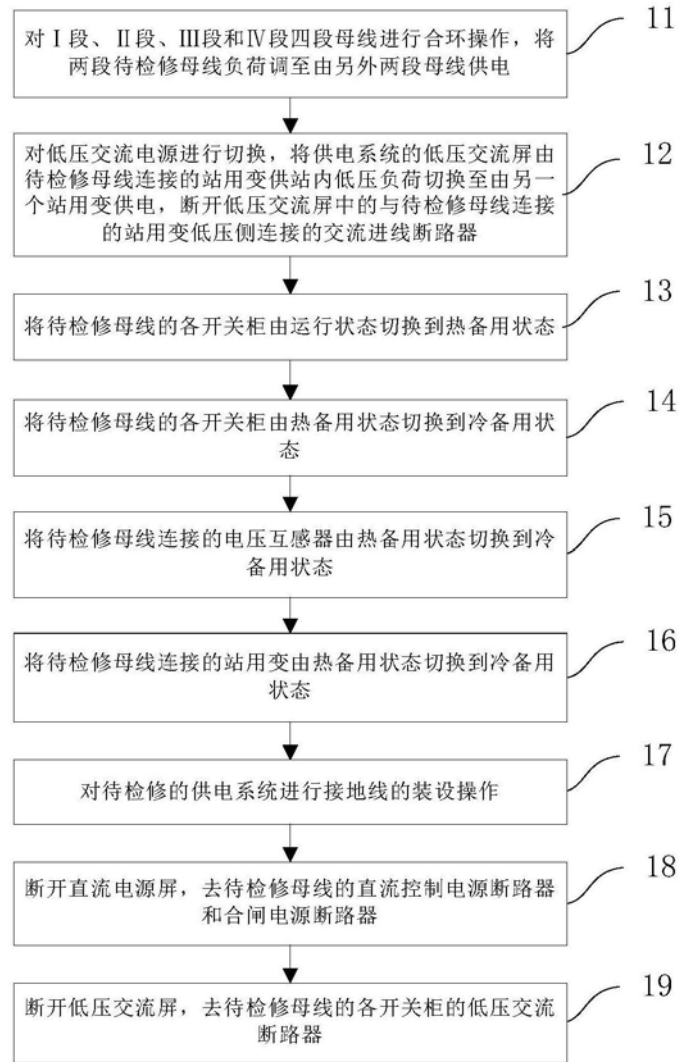 对Ⅰ段、Ⅱ段、Ⅲ段和Ⅳ段四段母线进行合环操作，将
两段待检修母线负荷调至由另外两段母线供电
11
对低压交流电源进行切换，将供电系统的低压交流屏由
待检修母线连接的站用变供站内低压负荷切换至由另一
个站用变供电，断开低压交流屏中的与待检修母线连接
的站用变低压侧连接的交流进线断路器
12
将待检修母线的各开关柜由运行状态切换到热备用状态
13
将待检修母线的各开关柜由热备用状态切换到冷备用状
态
14
将待检修母线连接的电压互感器由热备用状态切换到冷
备用状态
15
将待检修母线连接的站用变由热备用状态切换到冷备用
状态
16
对待检修的供电系统进行接地线的装设操作
17
断开直流电源屏，去待检修母线的直流控制电源断路器
和合闸电源断路器
18
断开低压交流屏，去待检修母线的各开关柜的低压交流
断路器
19